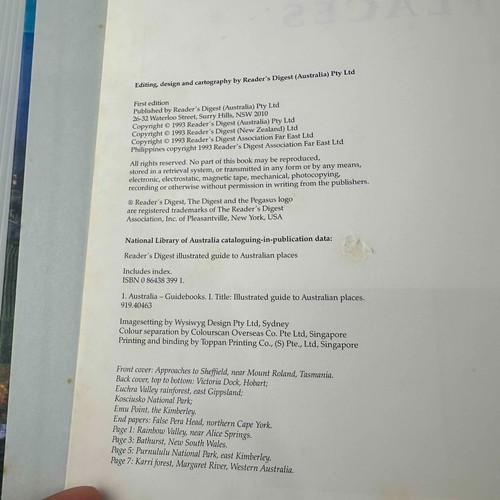 PLACES
Editing, design and cartography by Reader's Digest (Australia) Pty Ltd
First edition
Published by Reader's Digest (Australia) Pty Ltd
26-32 Waterloo Street, Surry Hills, NSW 2010
Copyright © 1993 Reader's Digest (Australia) Pty Ltd
Copyright © 1993 Reader's Digest (New Zealand) Ltd
Copyright © 1993 Reader's Digest Association Far East Ltd
Philippines copyright 1993 Reader's Digest Association Far East Ltd
All rights reserved. No part of this book may be reproduced,
stored in a retrieval system, or transmitted in any form or by any means,
electronic, electrostatic, magnetic tape, mechanical, photocopying,
recording or otherwise without permission in writing from the publishers.
® Reader's Digest, The Digest and the Pegasus logo
are registered trademarks of The Reader's Digest
Association, Inc. of Pleasantville, New York, USA
National Library of Australia cataloguing-in-publication data:
Reader's Digest illustrated guide to Australian places
Includes index.
ISBN 0 86438 399 1.
1. Australia – Guidebooks. I. Title: Illustrated guide to Australian places.
919.40463
Imagesetting by Wysiwyg Design Pty Ltd, Sydney
Colour separation by Colourscan Overseas Co. Pte Ltd, Singapore
Printing and binding by Toppan Printing Co., (S) Pte., Ltd, Singapore
Front cover: Approaches to Sheffield, near Mount Roland, Tasmania.
Back cover, top to bottom: Victoria Dock, Hobart;
Euchra Valley rainforest, east Gippsland;
Kosciusko National Park;
Emu Point, the Kimberley.
End papers: False Pera Head, northern Cape York.
Page 1: Rainbow Valley, near Alice Springs.
Page 3: Bathurst, New South Wales.
Page 5: Purnululu National Park, east Kimberley.
Page 7: Karri forest, Margaret River, Western Australia.